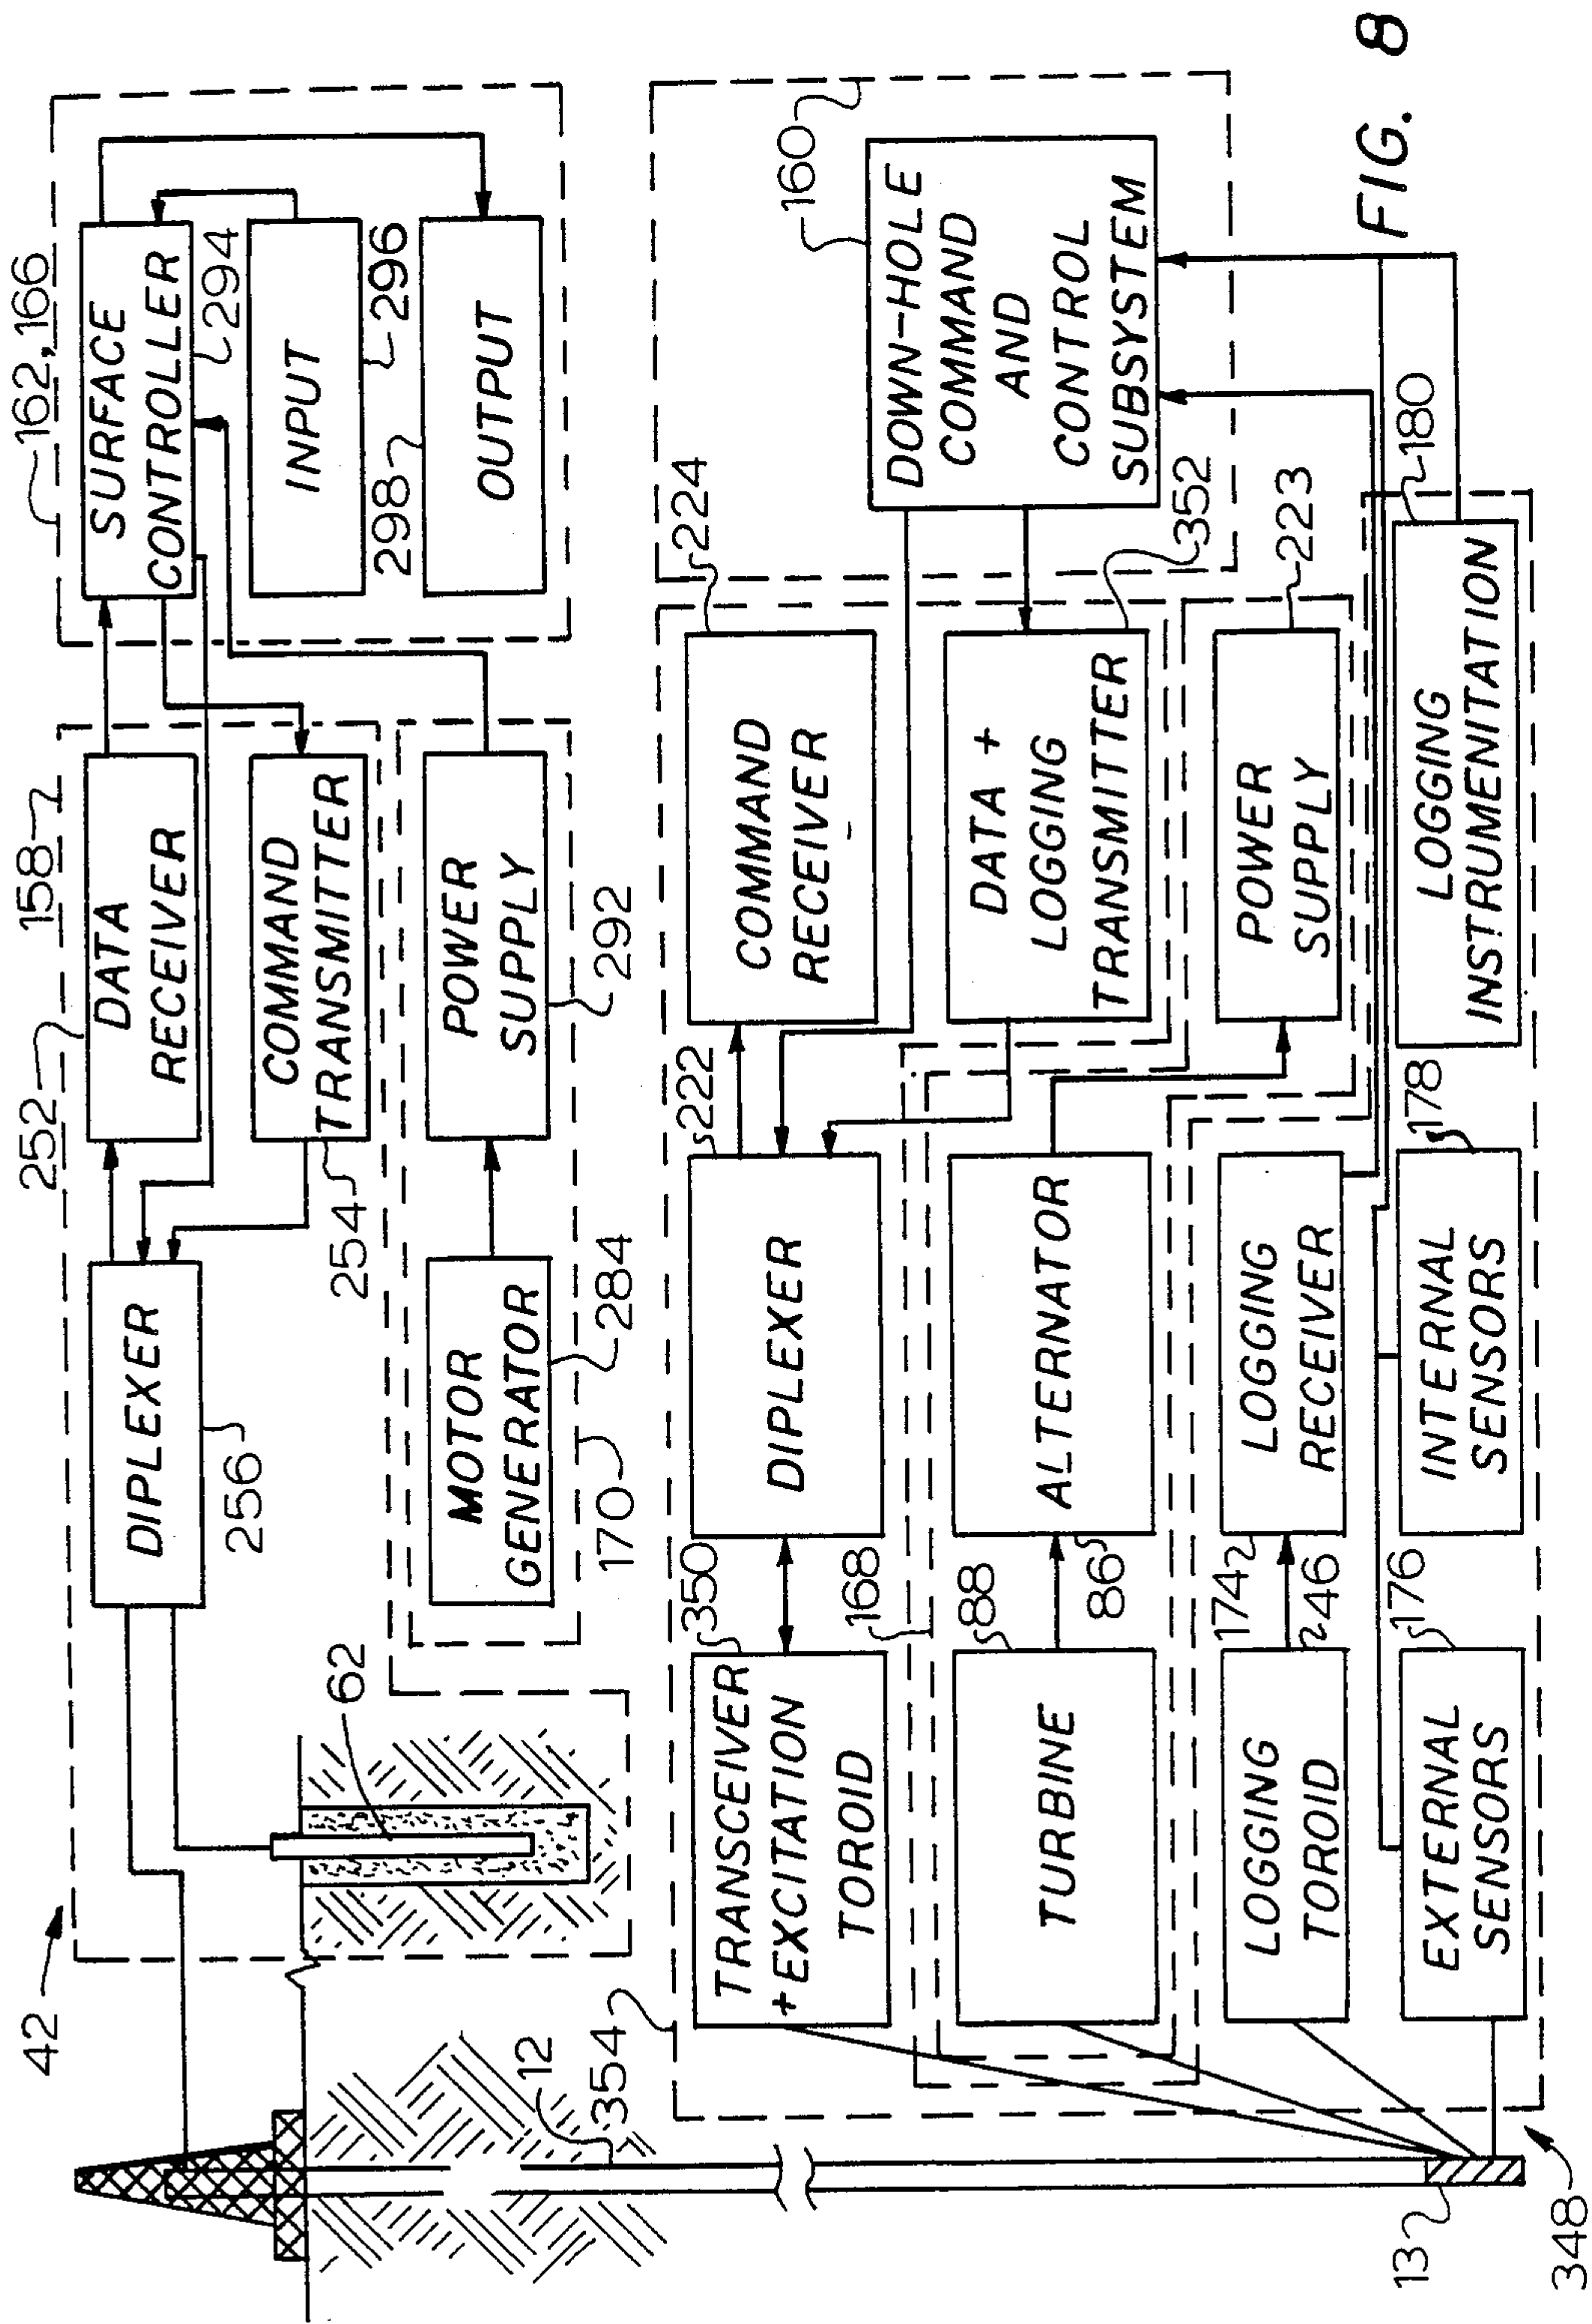 42
252
158
162, 166
DIPLEXER
256
DATA
RECEIVER
SURFACE
CONTROLLER
294
COMMAND
TRANSMITTER
254
INPUT
296
62
MOTOR
GENERATOR
284
170
POWER
SUPPLY
292
298
OUTPUT
12
354
350
TRANSCEIVER
+ EXCITATION
TOROID
222
DIPLEXER
224
COMMAND
RECEIVER
160
DOWN-HOLE
COMMAND
AND
CONTROL
SUBSYSTEM
168
88
TURBINE
86
ALTERNATOR
DATA +
LOGGING
TRANSMITTER
352
174
46
LOGGING
TOROID
LOGGING
RECEIVER
223
POWER
SUPPLY
176
EXTERNAL
SENSORS
178
INTERNAL
SENSORS
180
LOGGING
INSTRUMENITATION
13
348
FIG. 8